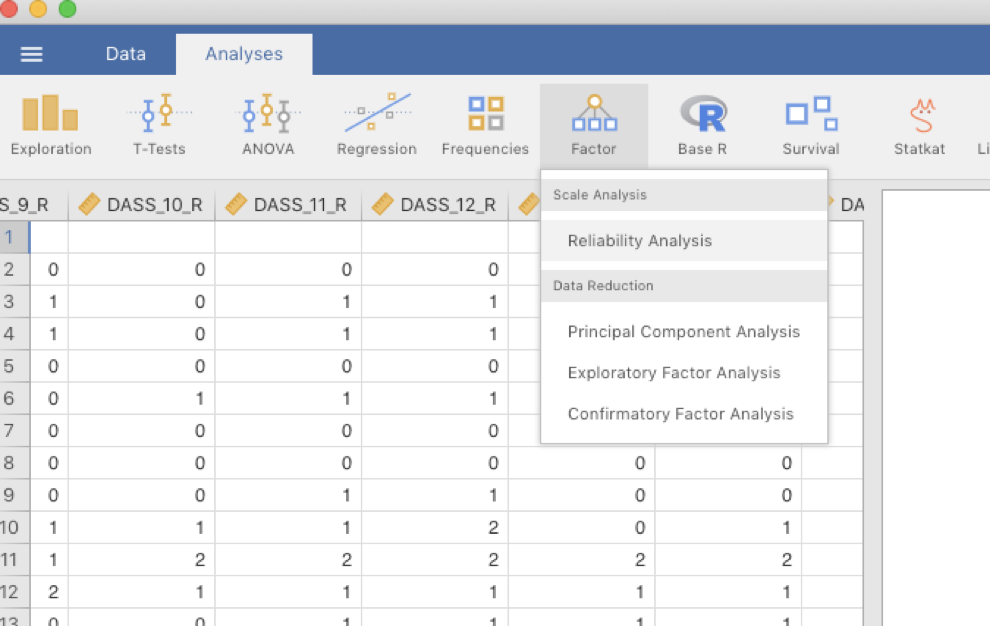 Data Analyses
Exploration T-Tests ANOVA Regression Frequencies Factor Base R Survival Statkat Li
S_9_R DASS_10_R DASS_11_R DASS_12_R DA
Scale Analysis
Reliability Analysis
Data Reduction
Principal Component Analysis
Exploratory Factor Analysis
Confirmatory Factor Analysis
1
2 0 0 0 0
3 1 0 1 1
4 1 0 1 1
5 0 0 0 0
6 0 1 1 1
7 0 0 0 0
8 0 0 0 0 0 0
9 0 0 1 1 0 0
10 1 1 1 2 0 1
11 1 2 2 2 2 2
12 2 1 1 1 1 1
13 0 0 1 1 1 1